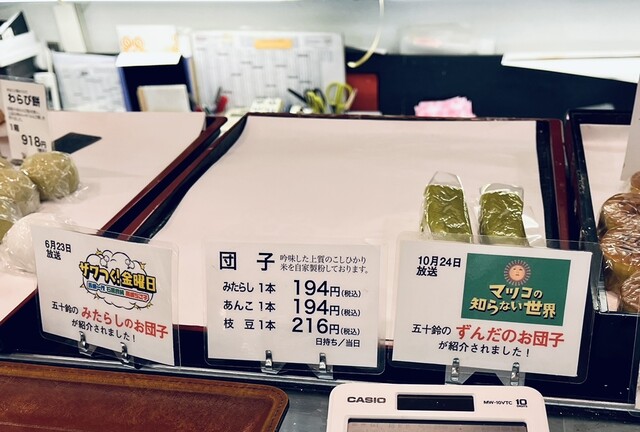 わらび餅
1箱
918円
6月23日
放送
ザワつく!金曜日
五十鈴の みたらしのお団子
が紹介されました!
団子
吟味した上質のこしひかり
米を自家製粉しております。
みたらし 1本 194円(税込)
あんこ 1本 194円(税込)
枝豆 1本 216円(税込)
日持ち/当日
10月24日
放送
マツコの
知らない世界
五十鈴の ずんだのお団子
が紹介されました!
CASIO
MW-10VTC
10